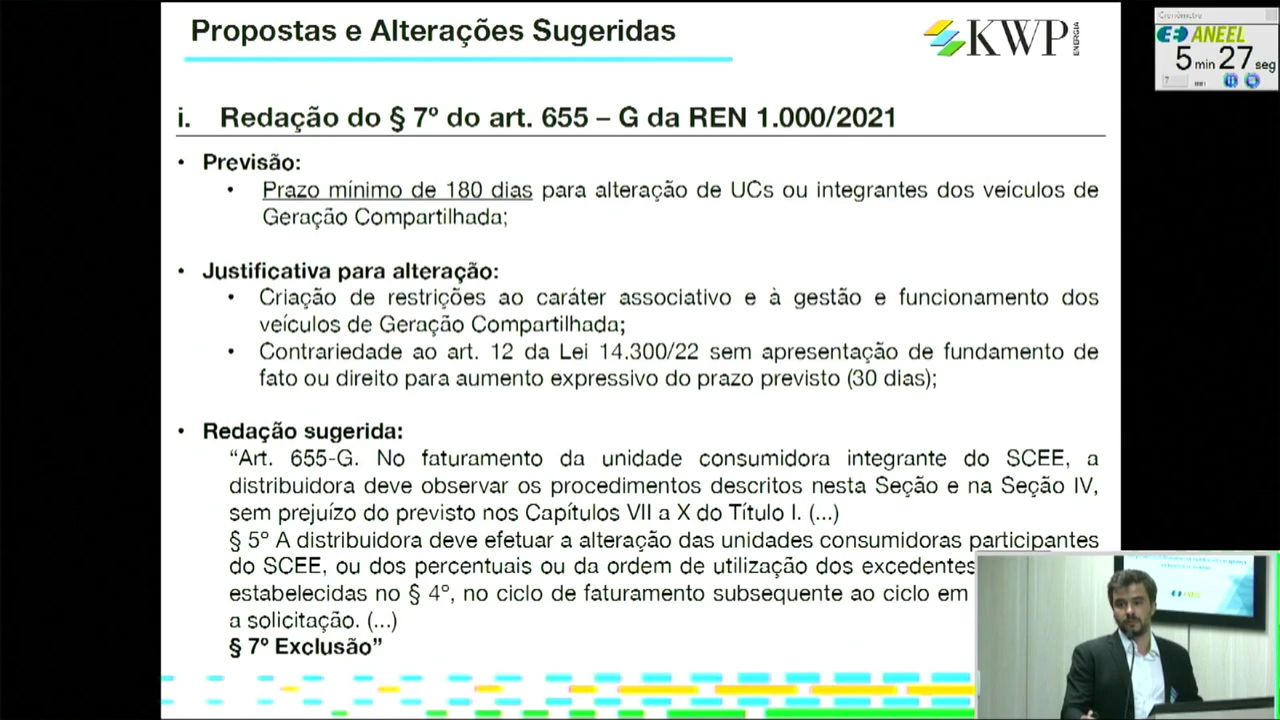 Propostas e Alterações Sugeridas
KWP
ENERGIA
Cronômetro
ANEEL
5 min 27 seg
7
min
i. Redação do § 7º do art. 655 – G da REN 1.000/2021
• Previsão:
• Prazo mínimo de 180 dias para alteração de UCs ou integrantes dos veículos de
Geração Compartilhada;
• Justificativa para alteração:
• Criação de restrições ao caráter associativo e à gestão e funcionamento dos
veículos de Geração Compartilhada;
• Contrariedade ao art. 12 da Lei 14.300/22 sem apresentação de fundamento de
fato ou direito para aumento expressivo do prazo previsto (30 dias);
• Redação sugerida:
“Art. 655-G. No faturamento da unidade consumidora integrante do SCEE, a
distribuidora deve observar os procedimentos descritos nesta Seção e na Seção IV,
sem prejuízo do previsto nos Capítulos VII a X do Título I. (...)
§ 5º A distribuidora deve efetuar a alteração das unidades consumidoras participantes
do SCEE, ou dos percentuais ou da ordem de utilização dos excedentes
estabelecidas no § 4º, no ciclo de faturamento subsequente ao ciclo em
a solicitação. (...)
§ 7º Exclusão”
ANEEL